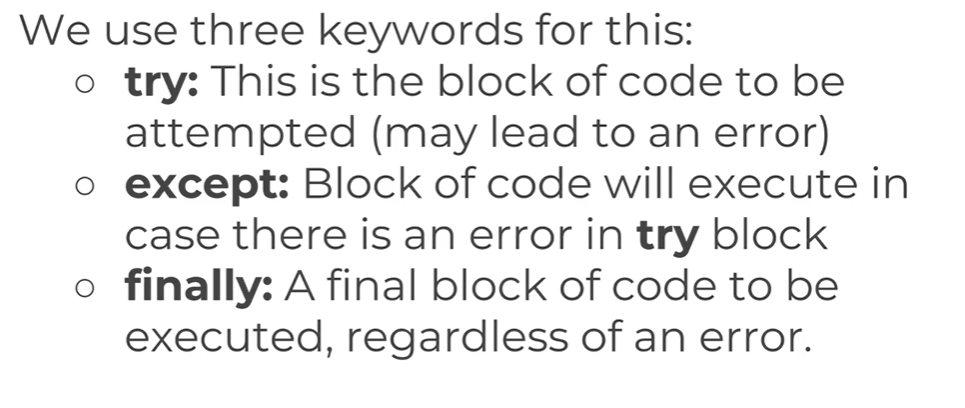 We use three keywords for this:
○ try: This is the block of code to be
attempted (may lead to an error)
○ except: Block of code will execute in
case there is an error in try block
○ finally: A final block of code to be
executed, regardless of an error.